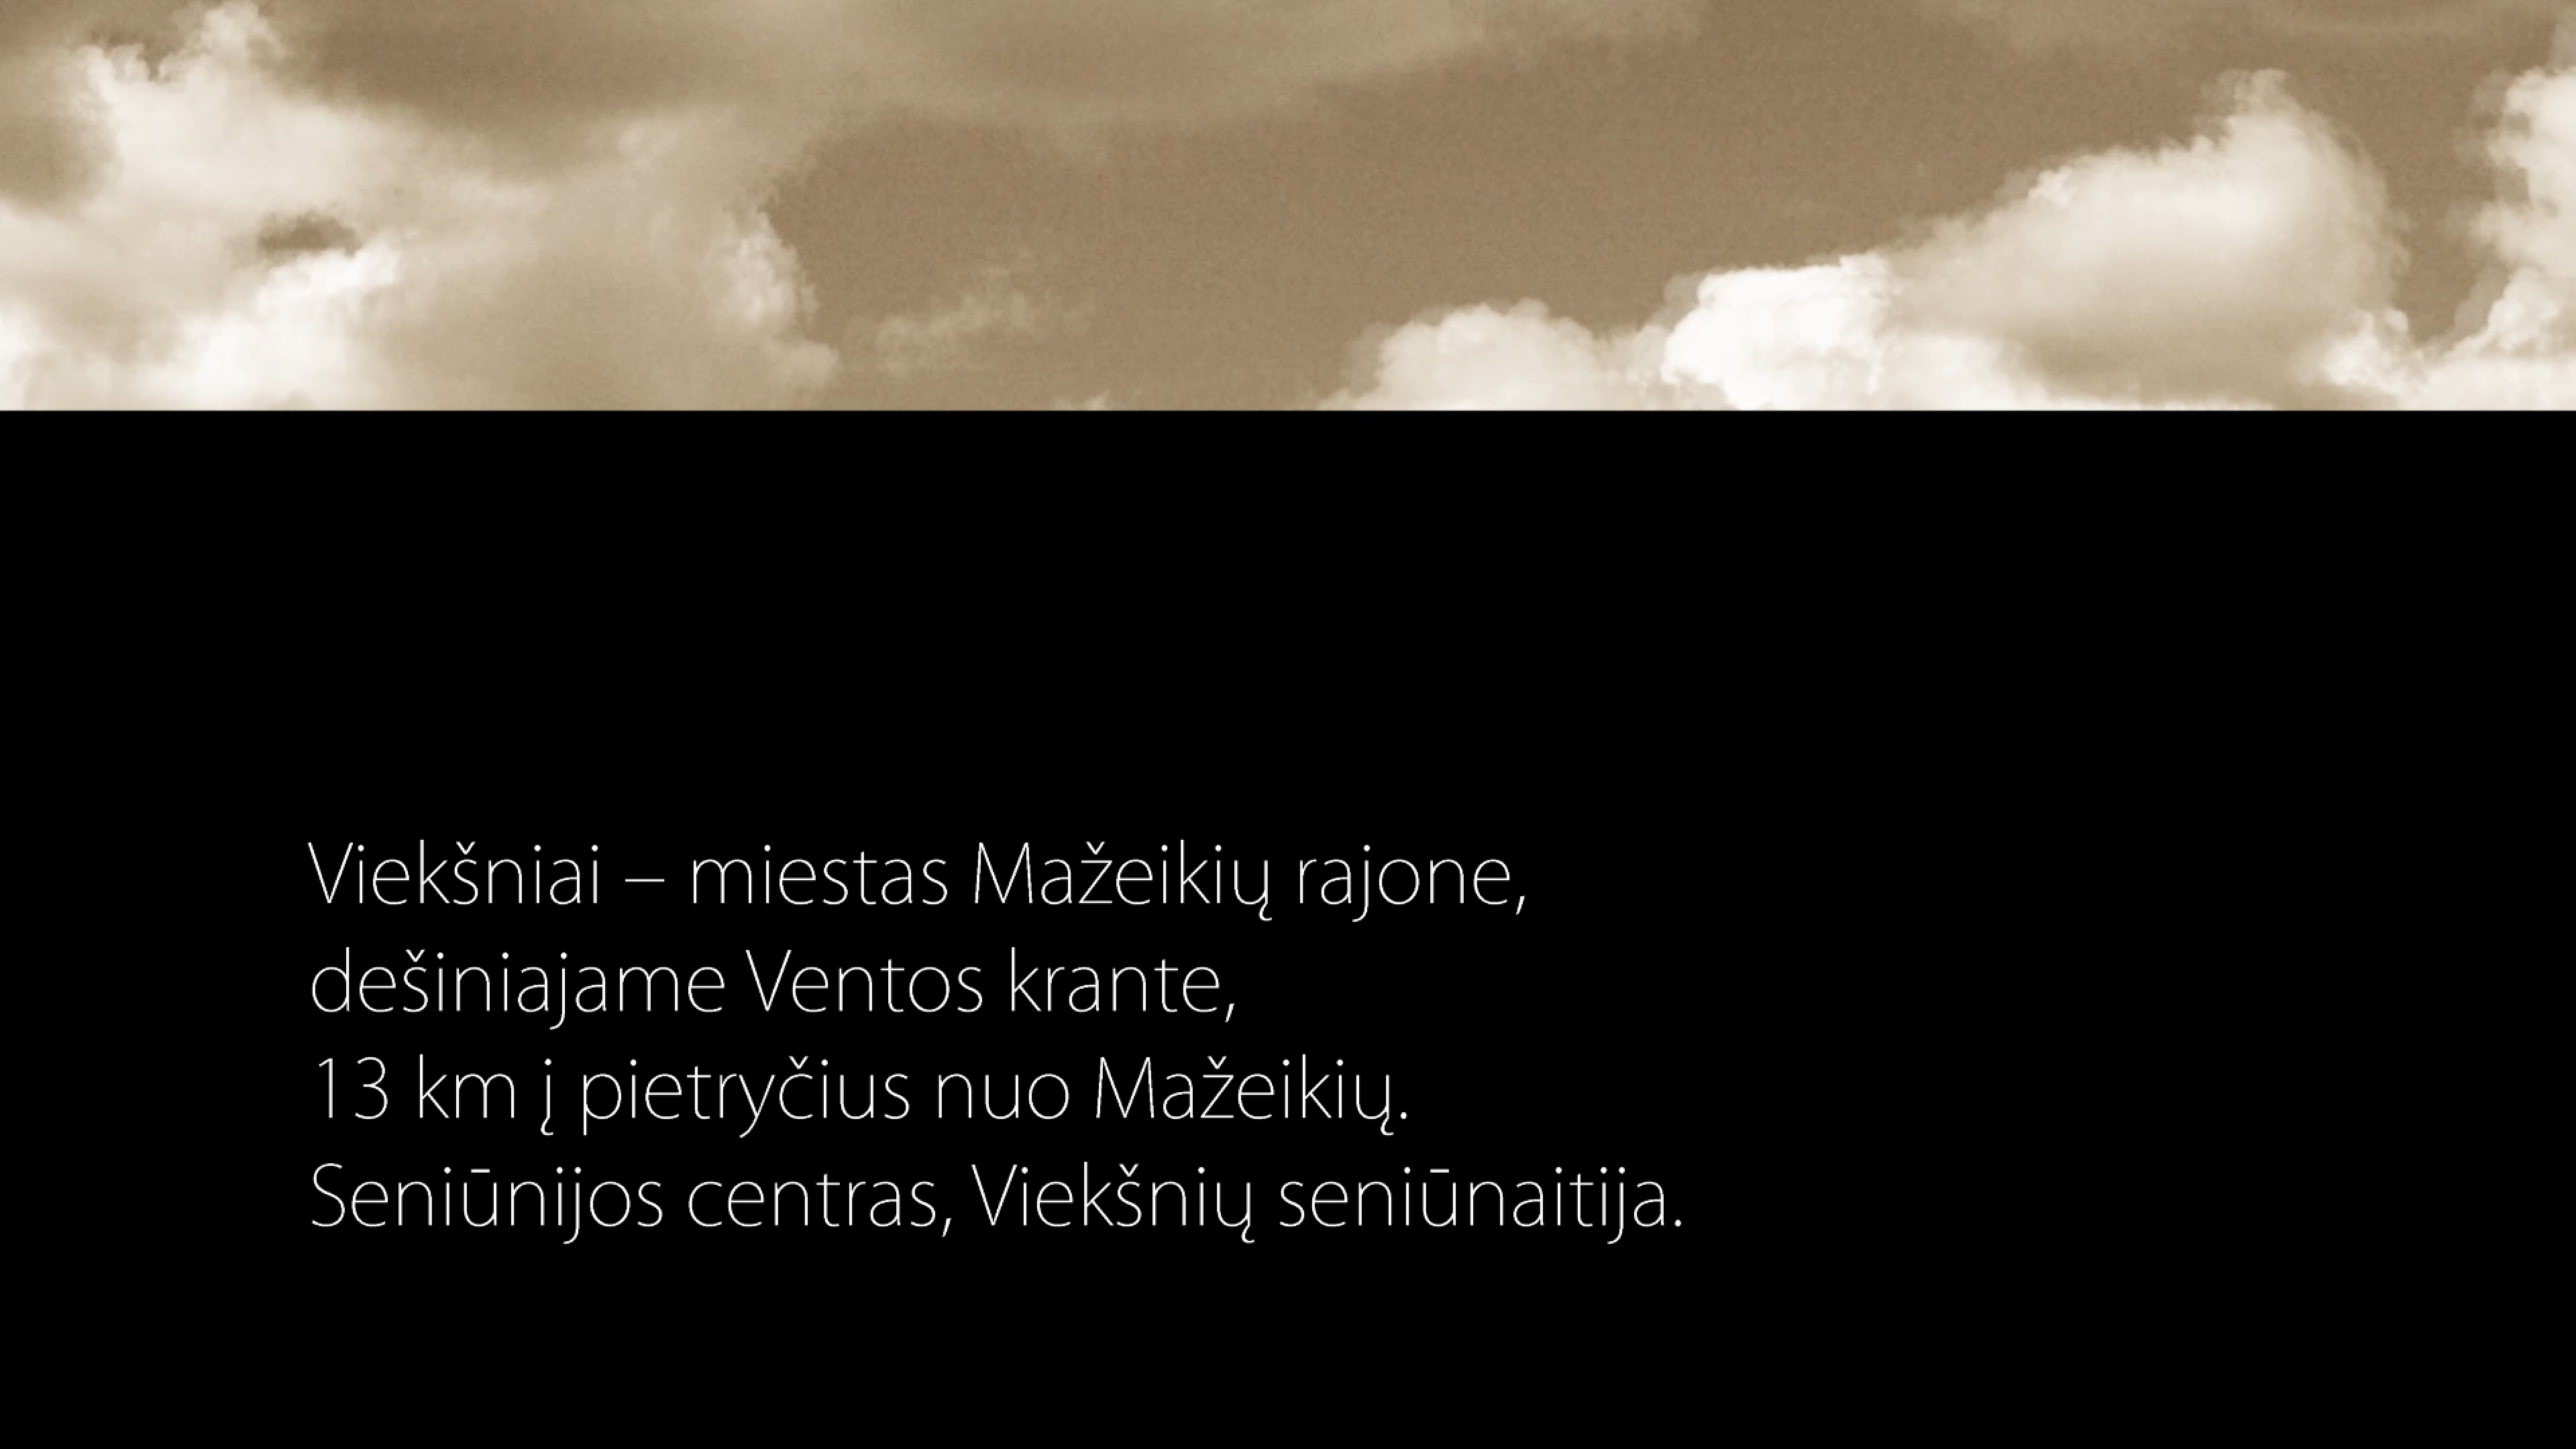 Viekšniai – miestas Mažeikių rajone,
dešiniajame Ventos krante,
13 km į pietryčius nuo Mažeikių.
Seniūnijos centras, Viekšnių seniūnaitija.